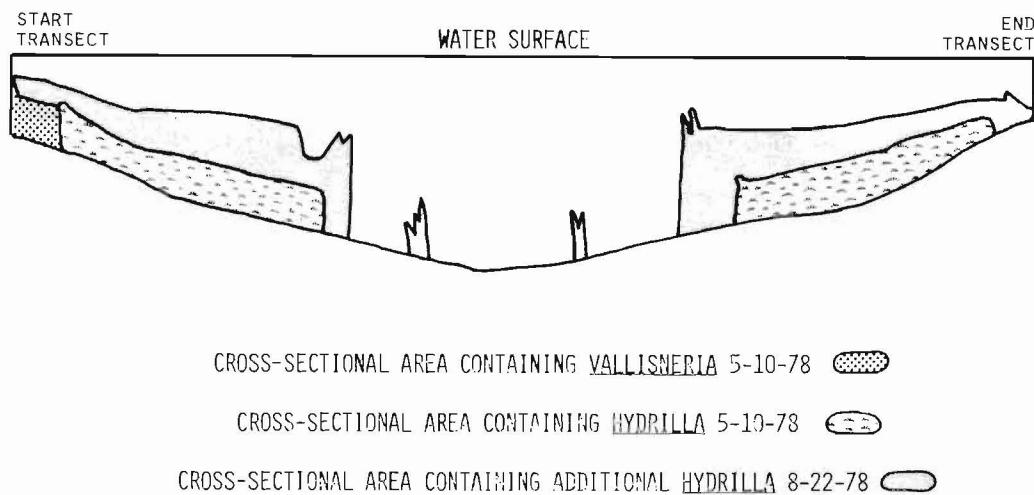 START
TRANSECT
WATER SURFACE
END
TRANSECT
CROSS-SECTIONAL AREA CONTAINING VALLISNERIA 5-10-78
CROSS-SECTIONAL AREA CONTAINING HYDRILLA 5-10-78
CROSS-SECTIONAL AREA CONTAINING ADDITIONAL HYDRILLA 8-22-78